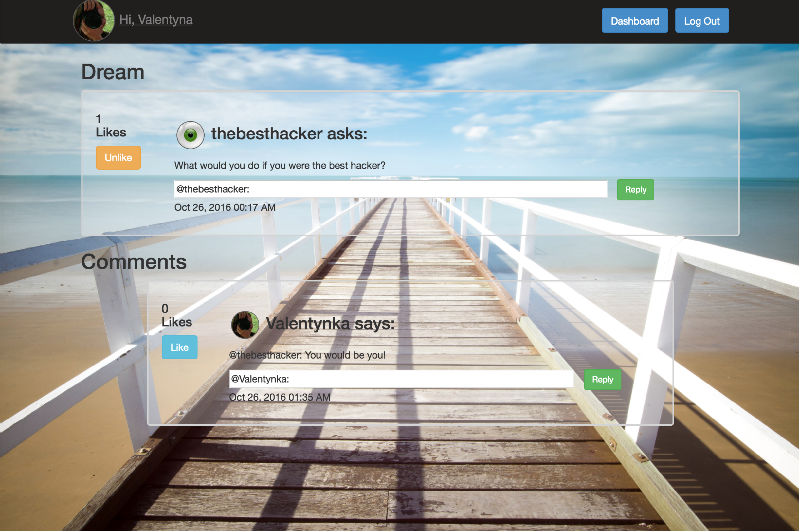 Hi, Valentyna
Dashboard
Log Out
Dream
1
Likes
Unlike
thebesthacker asks:
What would you do if you were the best hacker?
@thebesthacker:
Reply
Oct 26, 2016 00:17 AM
Comments
0
Likes
Like
Valentynka says:
@thebesthacker: You would be you!
@Valentynka:
Reply
Oct 26, 2016 01:35 AM